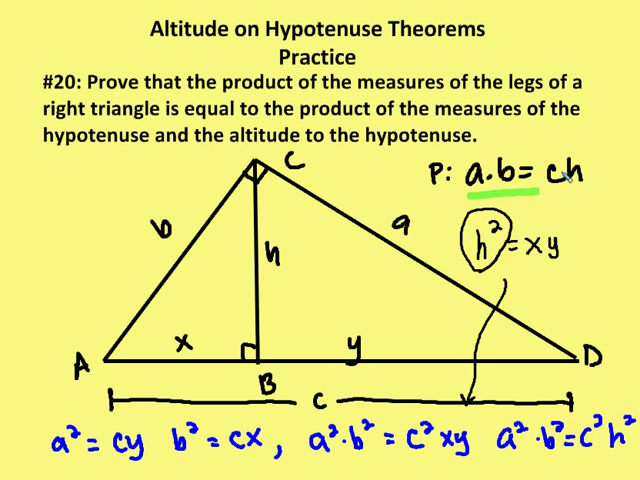 Altitude on Hypotenuse Theorems
Practice
#20: Prove that the product of the measures of the legs of a
right triangle is equal to the product of the measures of the
hypotenuse and the altitude to the hypotenuse.
C
P: a·b = ch
b
a
h
h² = xy
x
y
A
B
D
c
a² = cy b² = cx , a²·b² = c²xy a²·b² = c²h²